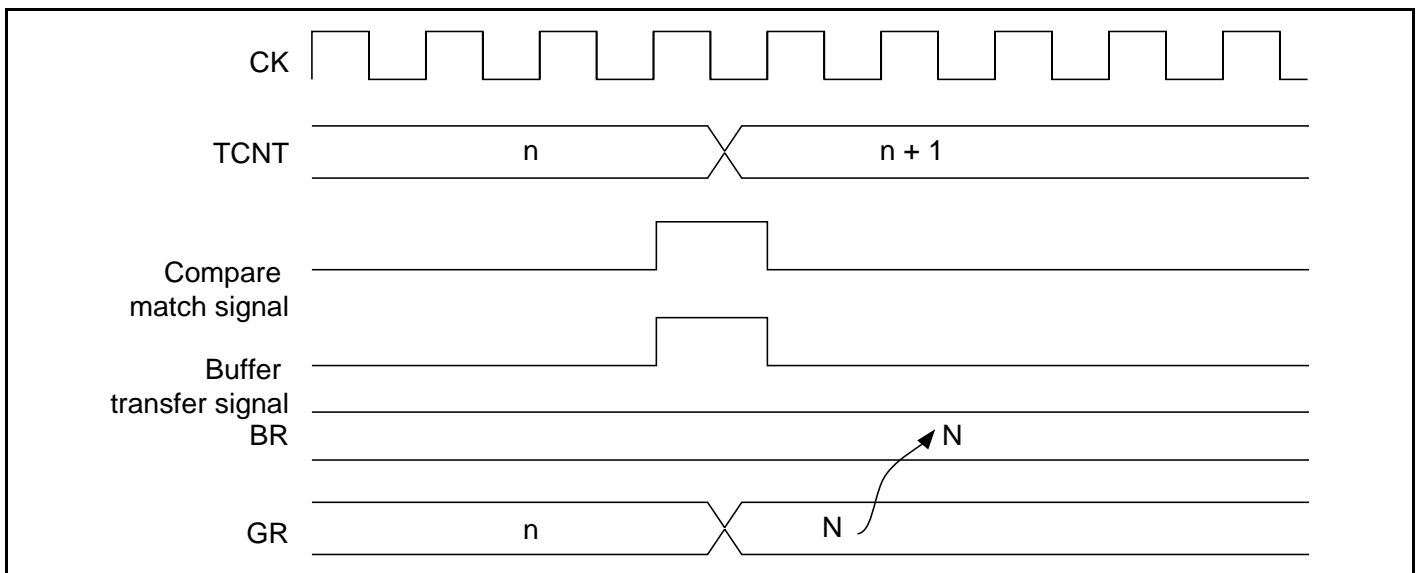 CK
TCNT
n
n + 1
Compare
match signal
Buffer
transfer signal
BR
N
GR
n
N